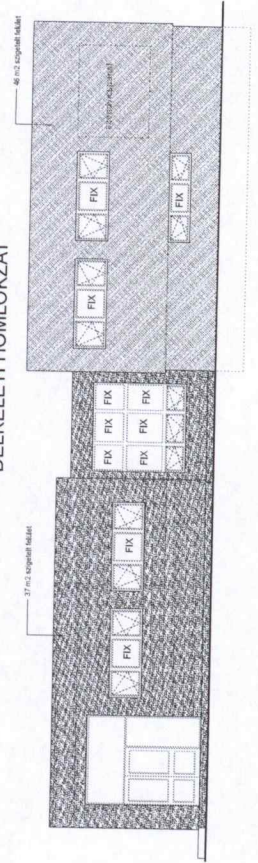 DÉLKELETI HOMLOKZAT
37 m2 szigetelt felület
46 m2 szigetelt felület
FIX FIX
FIX FIX FIX
FIX FIX FIX
FIX FIX
FIX